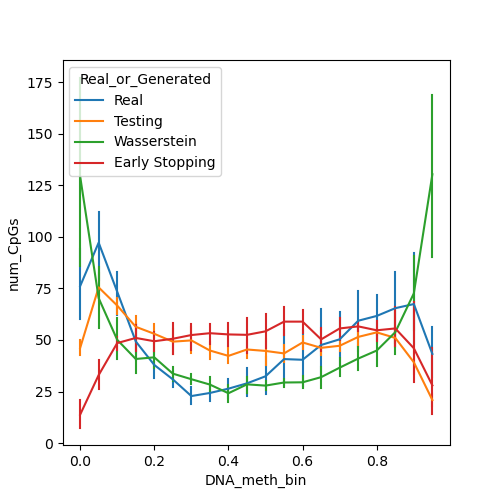 Real_or_Generated
Real
Testing
Wasserstein
Early Stopping
num_CpGs
175
150
125
100
75
50
25
0
0.0 0.2 0.4 0.6 0.8
DNA_meth_bin